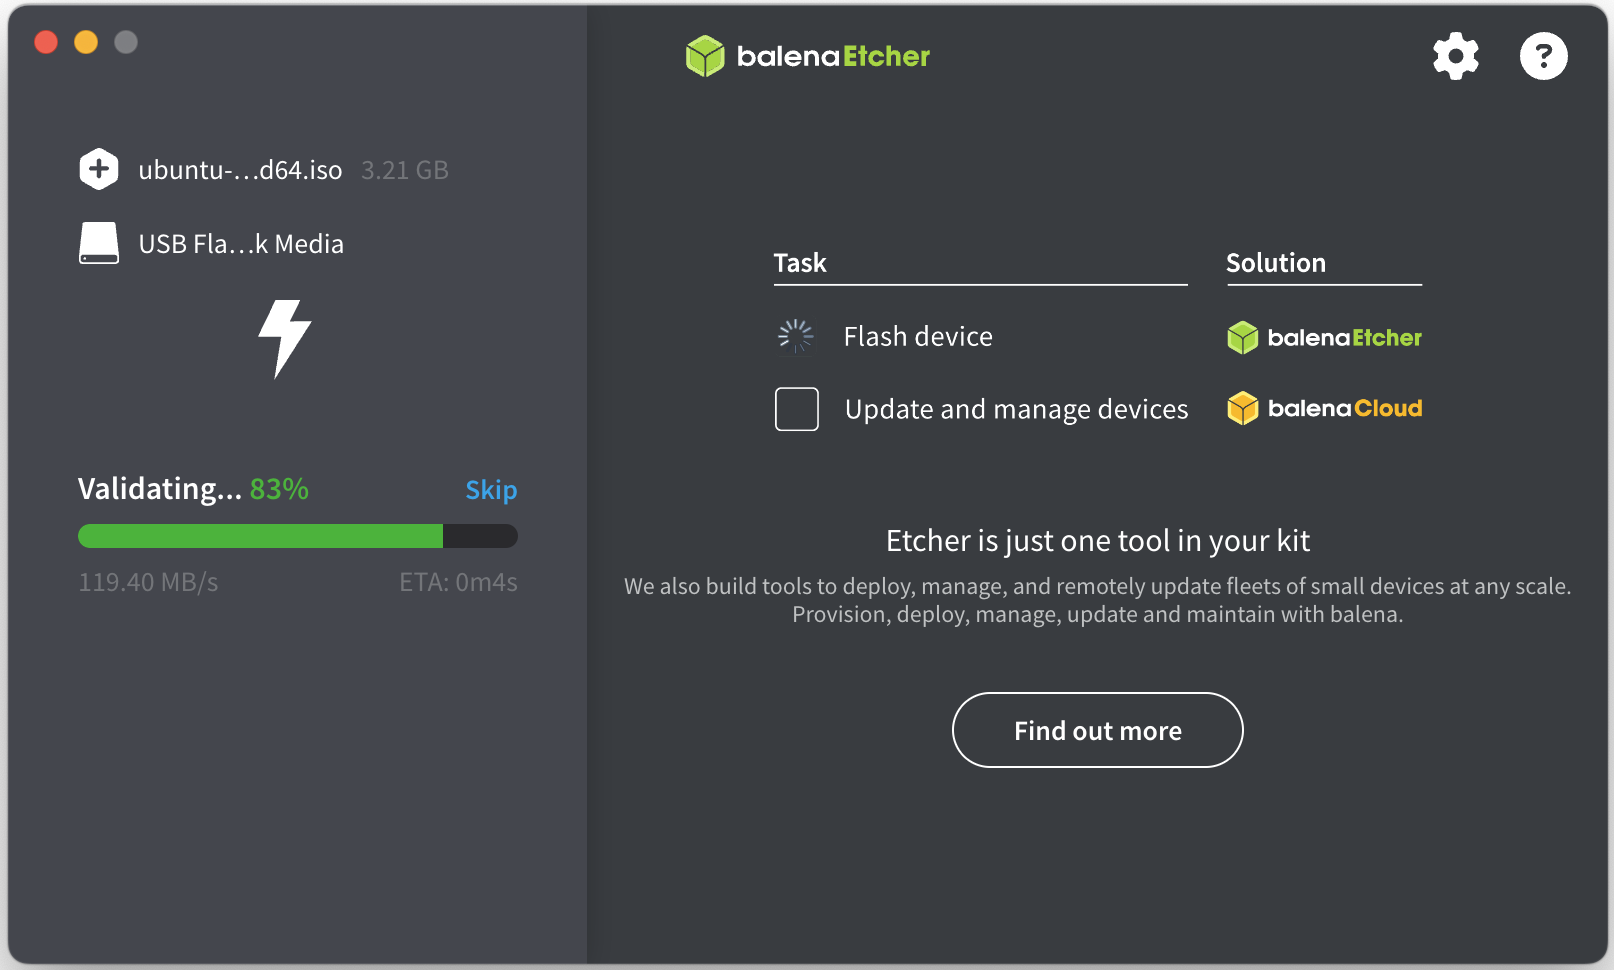 balenaEtcher
?
ubuntu-...d64.iso 3.21 GB
USB Fla...k Media
Task Solution
Flash device balenaEtcher
Update and manage devices balenaCloud
Validating... 83% Skip
119.40 MB/s ETA: 0m4s
Etcher is just one tool in your kit
We also build tools to deploy, manage, and remotely update fleets of small devices at any scale.
Provision, deploy, manage, update and maintain with balena.
Find out more